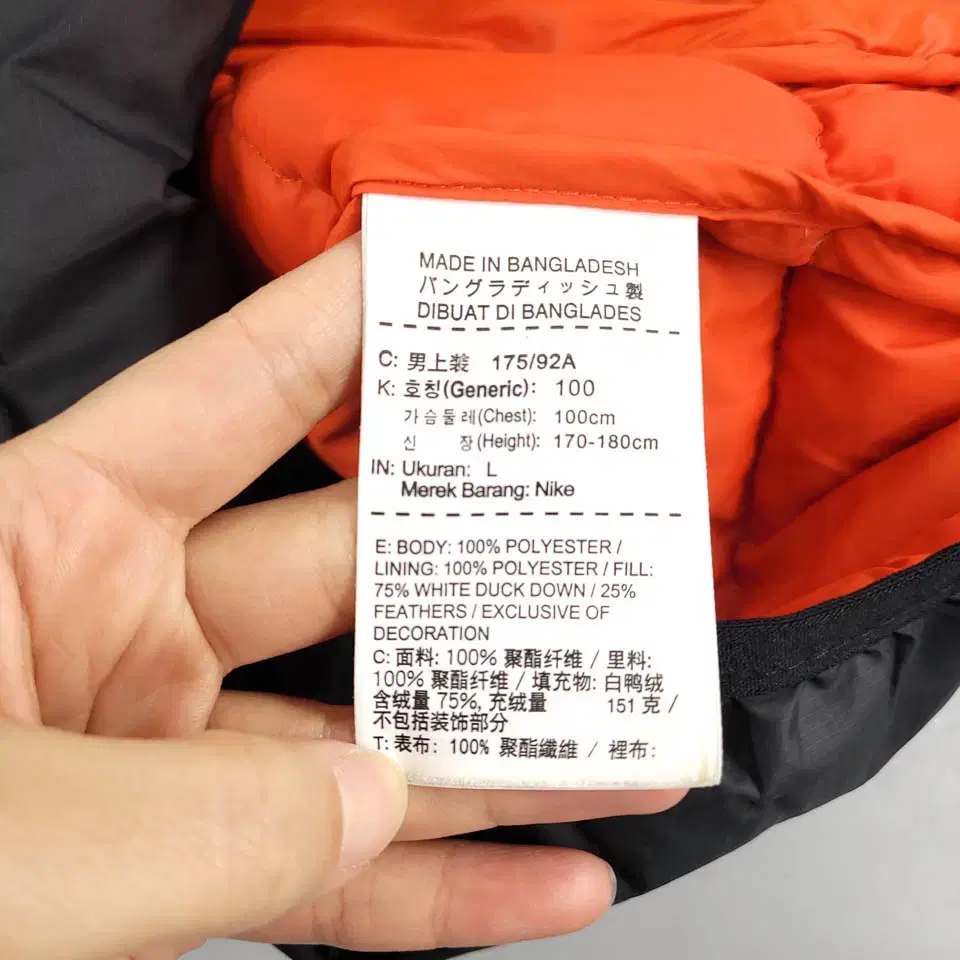 MADE IN BANGLADESH
バングラディッシュ製
DIBUAT DI BANGLADES
C: 男上装 175/92A
K: 호칭(Generic): 100
가슴둘레(Chest): 100cm
신 장(Height): 170-180cm
IN: Ukuran: L
Merek Barang: Nike
E: BODY: 100% POLYESTER /
LINING: 100% POLYESTER / FILL:
75% WHITE DUCK DOWN / 25%
FEATHERS / EXCLUSIVE OF
DECORATION
C: 面料: 100% 聚酯纤维 / 里料:
100% 聚酯纤维 / 填充物: 白鸭绒
含绒量 75%, 充绒量 151 克 /
不包括装饰部分
T: 表布: 100% 聚酯纖維 / 裡布: